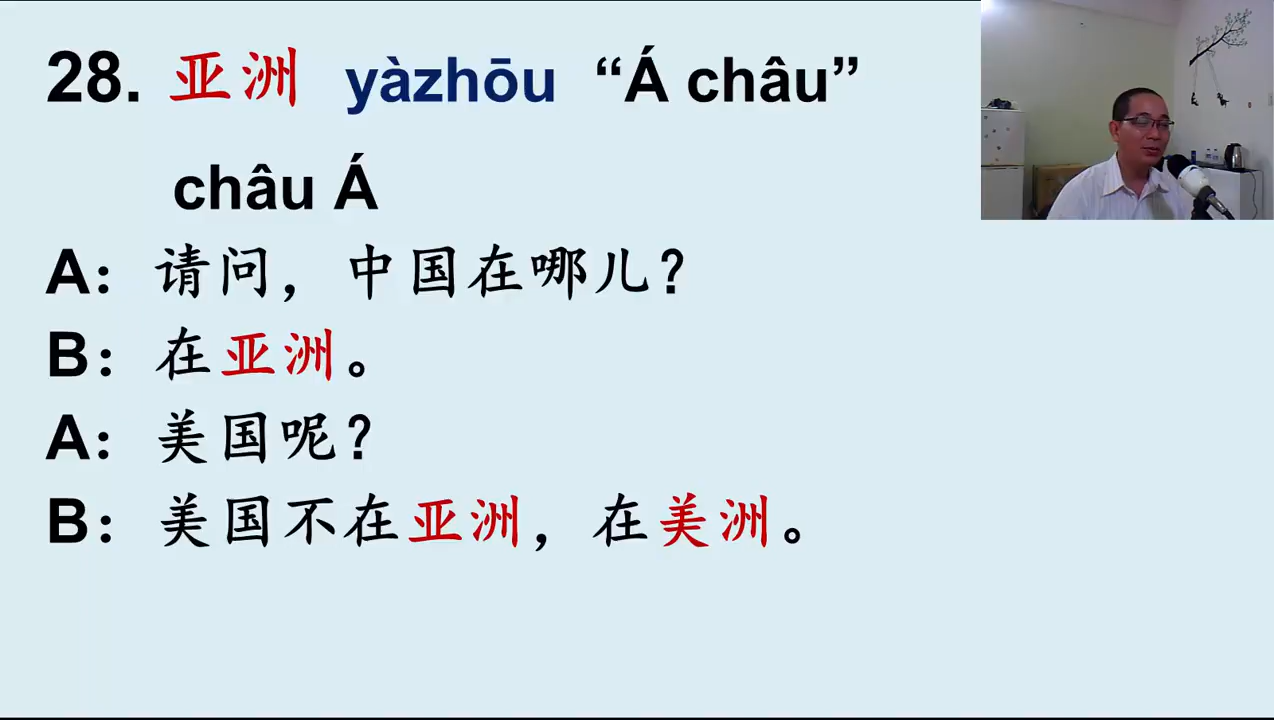 28. 亚洲 yàzhōu “Á châu”
châu Á
A：请问，中国在哪儿？
B：在亚洲。
A：美国呢？
B：美国不在亚洲，在美洲。